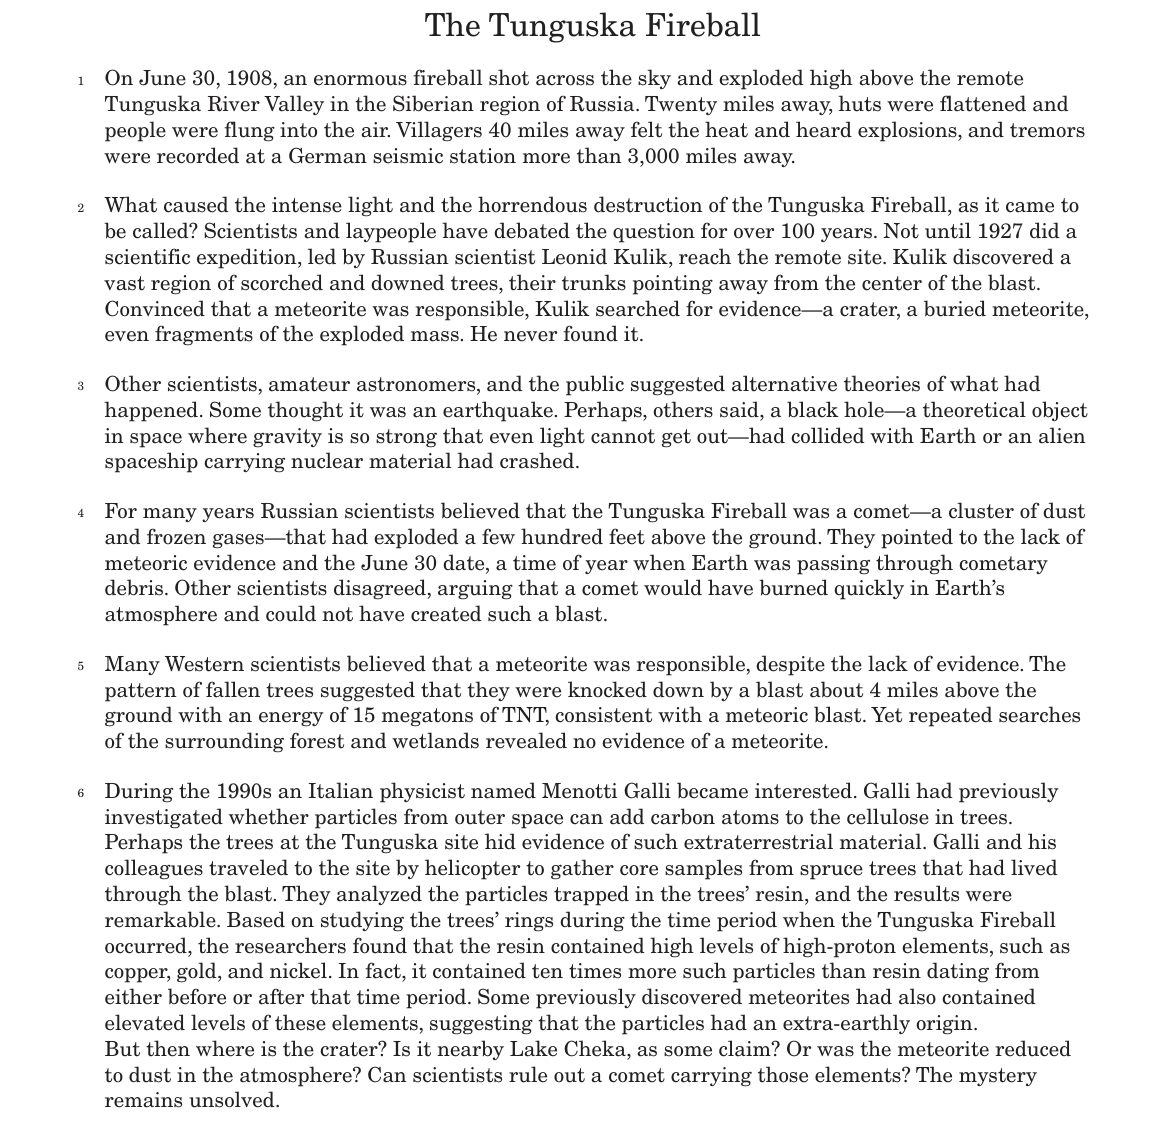 The Tunguska Fireball
1 On June 30, 1908, an enormous fireball shot across the sky and exploded high above the remote
Tunguska River Valley in the Siberian region of Russia. Twenty miles away, huts were flattened and
people were flung into the air. Villagers 40 miles away felt the heat and heard explosions, and tremors
were recorded at a German seismic station more than 3,000 miles away.
2 What caused the intense light and the horrendous destruction of the Tunguska Fireball, as it came to
be called? Scientists and laypeople have debated the question for over 100 years. Not until 1927 did a
scientific expedition, led by Russian scientist Leonid Kulik, reach the remote site. Kulik discovered a
vast region of scorched and downed trees, their trunks pointing away from the center of the blast.
Convinced that a meteorite was responsible, Kulik searched for evidence—a crater, a buried meteorite,
even fragments of the exploded mass. He never found it.
3 Other scientists, amateur astronomers, and the public suggested alternative theories of what had
happened. Some thought it was an earthquake. Perhaps, others said, a black hole—a theoretical object
in space where gravity is so strong that even light cannot get out—had collided with Earth or an alien
spaceship carrying nuclear material had crashed.
4 For many years Russian scientists believed that the Tunguska Fireball was a comet—a cluster of dust
and frozen gases—that had exploded a few hundred feet above the ground. They pointed to the lack of
meteoric evidence and the June 30 date, a time of year when Earth was passing through cometary
debris. Other scientists disagreed, arguing that a comet would have burned quickly in Earth's
atmosphere and could not have created such a blast.
5 Many Western scientists believed that a meteorite was responsible, despite the lack of evidence. The
pattern of fallen trees suggested that they were knocked down by a blast about 4 miles above the
ground with an energy of 15 megatons of TNT, consistent with a meteoric blast. Yet repeated searches
of the surrounding forest and wetlands revealed no evidence of a meteorite.
6 During the 1990s an Italian physicist named Menotti Galli became interested. Galli had previously
investigated whether particles from outer space can add carbon atoms to the cellulose in trees.
Perhaps the trees at the Tunguska site hid evidence of such extraterrestrial material. Galli and his
colleagues traveled to the site by helicopter to gather core samples from spruce trees that had lived
through the blast. They analyzed the particles trapped in the trees' resin, and the results were
remarkable. Based on studying the trees' rings during the time period when the Tunguska Fireball
occurred, the researchers found that the resin contained high levels of high-proton elements, such as
copper, gold, and nickel. In fact, it contained ten times more such particles than resin dating from
either before or after that time period. Some previously discovered meteorites had also contained
elevated levels of these elements, suggesting that the particles had an extra-earthly origin.
But then where is the crater? Is it nearby Lake Cheka, as some claim? Or was the meteorite reduced
to dust in the atmosphere? Can scientists rule out a comet carrying those elements? The mystery
remains unsolved.